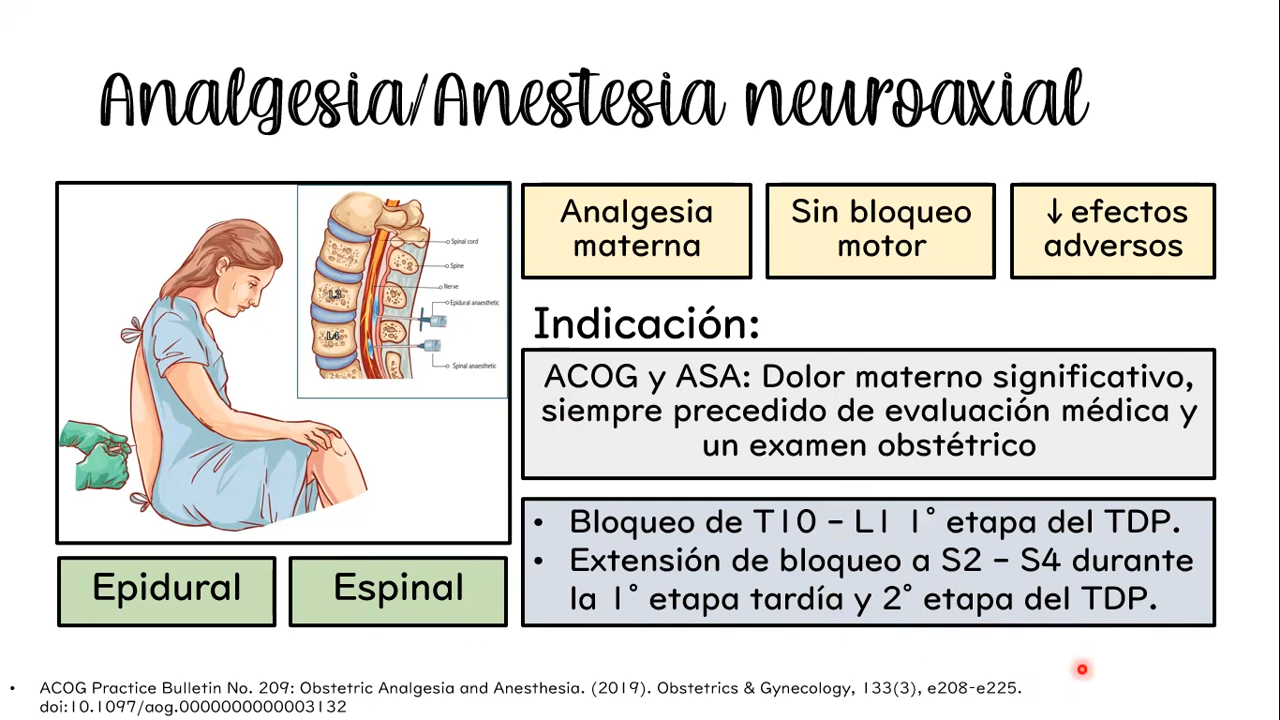 Analgesia/Anestesia neuroaxial
Spinal cord
Spine
L3
Nerve
Epidural anaesthetic
Spinal anaesthetic
Epidural
Espinal
Analgesia
materna
Sin bloqueo
motor
↓ efectos
adversos
Indicación:
ACOG y ASA: Dolor materno significativo,
siempre precedido de evaluación médica y
un examen obstétrico
• Bloqueo de T10 – L1 1° etapa del TDP.
• Extensión de bloqueo a S2 – S4 durante
la 1° etapa tardía y 2° etapa del TDP.
• ACOG Practice Bulletin No. 209: Obstetric Analgesia and Anesthesia. (2019). Obstetrics & Gynecology, 133(3), e208-e225.
doi:10.1097/aog.0000000000003132